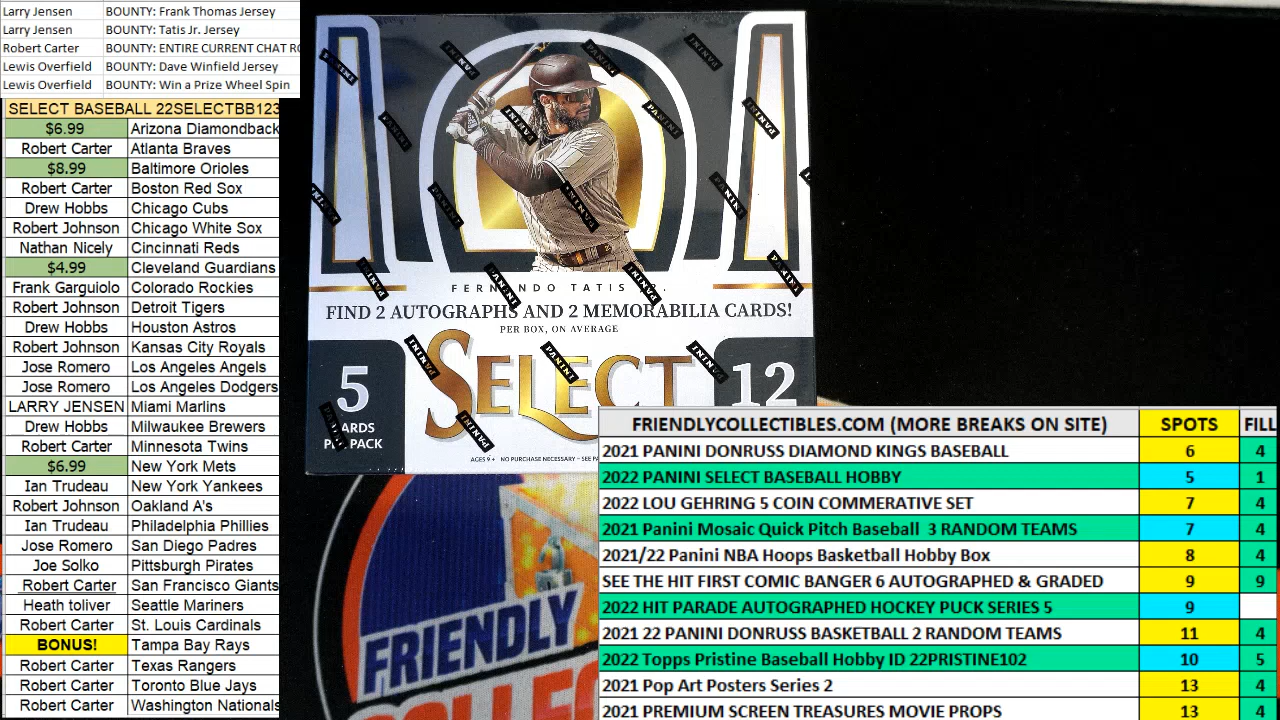 Larry Jensen BOUNTY: Frank Thomas Jersey
Larry Jensen BOUNTY: Tatis Jr. Jersey
Robert Carter BOUNTY: ENTIRE CURRENT CHAT
Lewis Overfield BOUNTY: Dave Winfield Jersey
Lewis Overfield BOUNTY: Win a Prize Wheel Spin
SELECT BASEBALL 22SELECTBB123
$6.99 Arizona Diamondback
Robert Carter Atlanta Braves
$8.99 Baltimore Orioles
Robert Carter Boston Red Sox
Drew Hobbs Chicago Cubs
Robert Johnson Chicago White Sox
Nathan Nicely Cincinnati Reds
$4.99 Cleveland Guardians
Frank Garguiolo Colorado Rockies
Robert Johnson Detroit Tigers
Drew Hobbs Houston Astros
Robert Johnson Kansas City Royals
Jose Romero Los Angeles Angels
Jose Romero Los Angeles Dodgers
LARRY JENSEN Miami Marlins
Drew Hobbs Milwaukee Brewers
Robert Carter Minnesota Twins
$6.99 New York Mets
Ian Trudeau New York Yankees
Robert Johnson Oakland A's
Ian Trudeau Philadelphia Phillies
Jose Romero San Diego Padres
Joe Solko Pittsburgh Pirates
Robert Carter San Francisco Giants
Heath toliver Seattle Mariners
Robert Carter St. Louis Cardinals
BONUS! Tampa Bay Rays
Robert Carter Texas Rangers
Robert Carter Toronto Blue Jays
Robert Carter Washington Nationals
FERNANDO TATIS JR.
FIND 2 AUTOGRAPHS AND 2 MEMORABILIA CARDS!
PER BOX, ON AVERAGE
SELECT
5
CARDS
PER PACK
12
AGES 9+ NO PURCHASE NECESSARY - SEE
PANINI
FRIENDLY
FRIENDLYCOLLECTIBLES.COM (MORE BREAKS ON SITE) SPOTS FILL
2021 PANINI DONRUSS DIAMOND KINGS BASEBALL 6 4
2022 PANINI SELECT BASEBALL HOBBY 5 1
2022 LOU GEHRING 5 COIN COMMERATIVE SET 7 4
2021 Panini Mosaic Quick Pitch Baseball 3 RANDOM TEAMS 7 4
2021/22 Panini NBA Hoops Basketball Hobby Box 8 4
SEE THE HIT FIRST COMIC BANGER 6 AUTOGRAPHED & GRADED 9 9
2022 HIT PARADE AUTOGRAPHED HOCKEY PUCK SERIES 5 9
2021 22 PANINI DONRUSS BASKETBALL 2 RANDOM TEAMS 11 4
2022 Topps Pristine Baseball Hobby ID 22PRISTINE102 10 5
2021 Pop Art Posters Series 2 13 4
2021 PREMIUM SCREEN TREASURES MOVIE PROPS 13 4